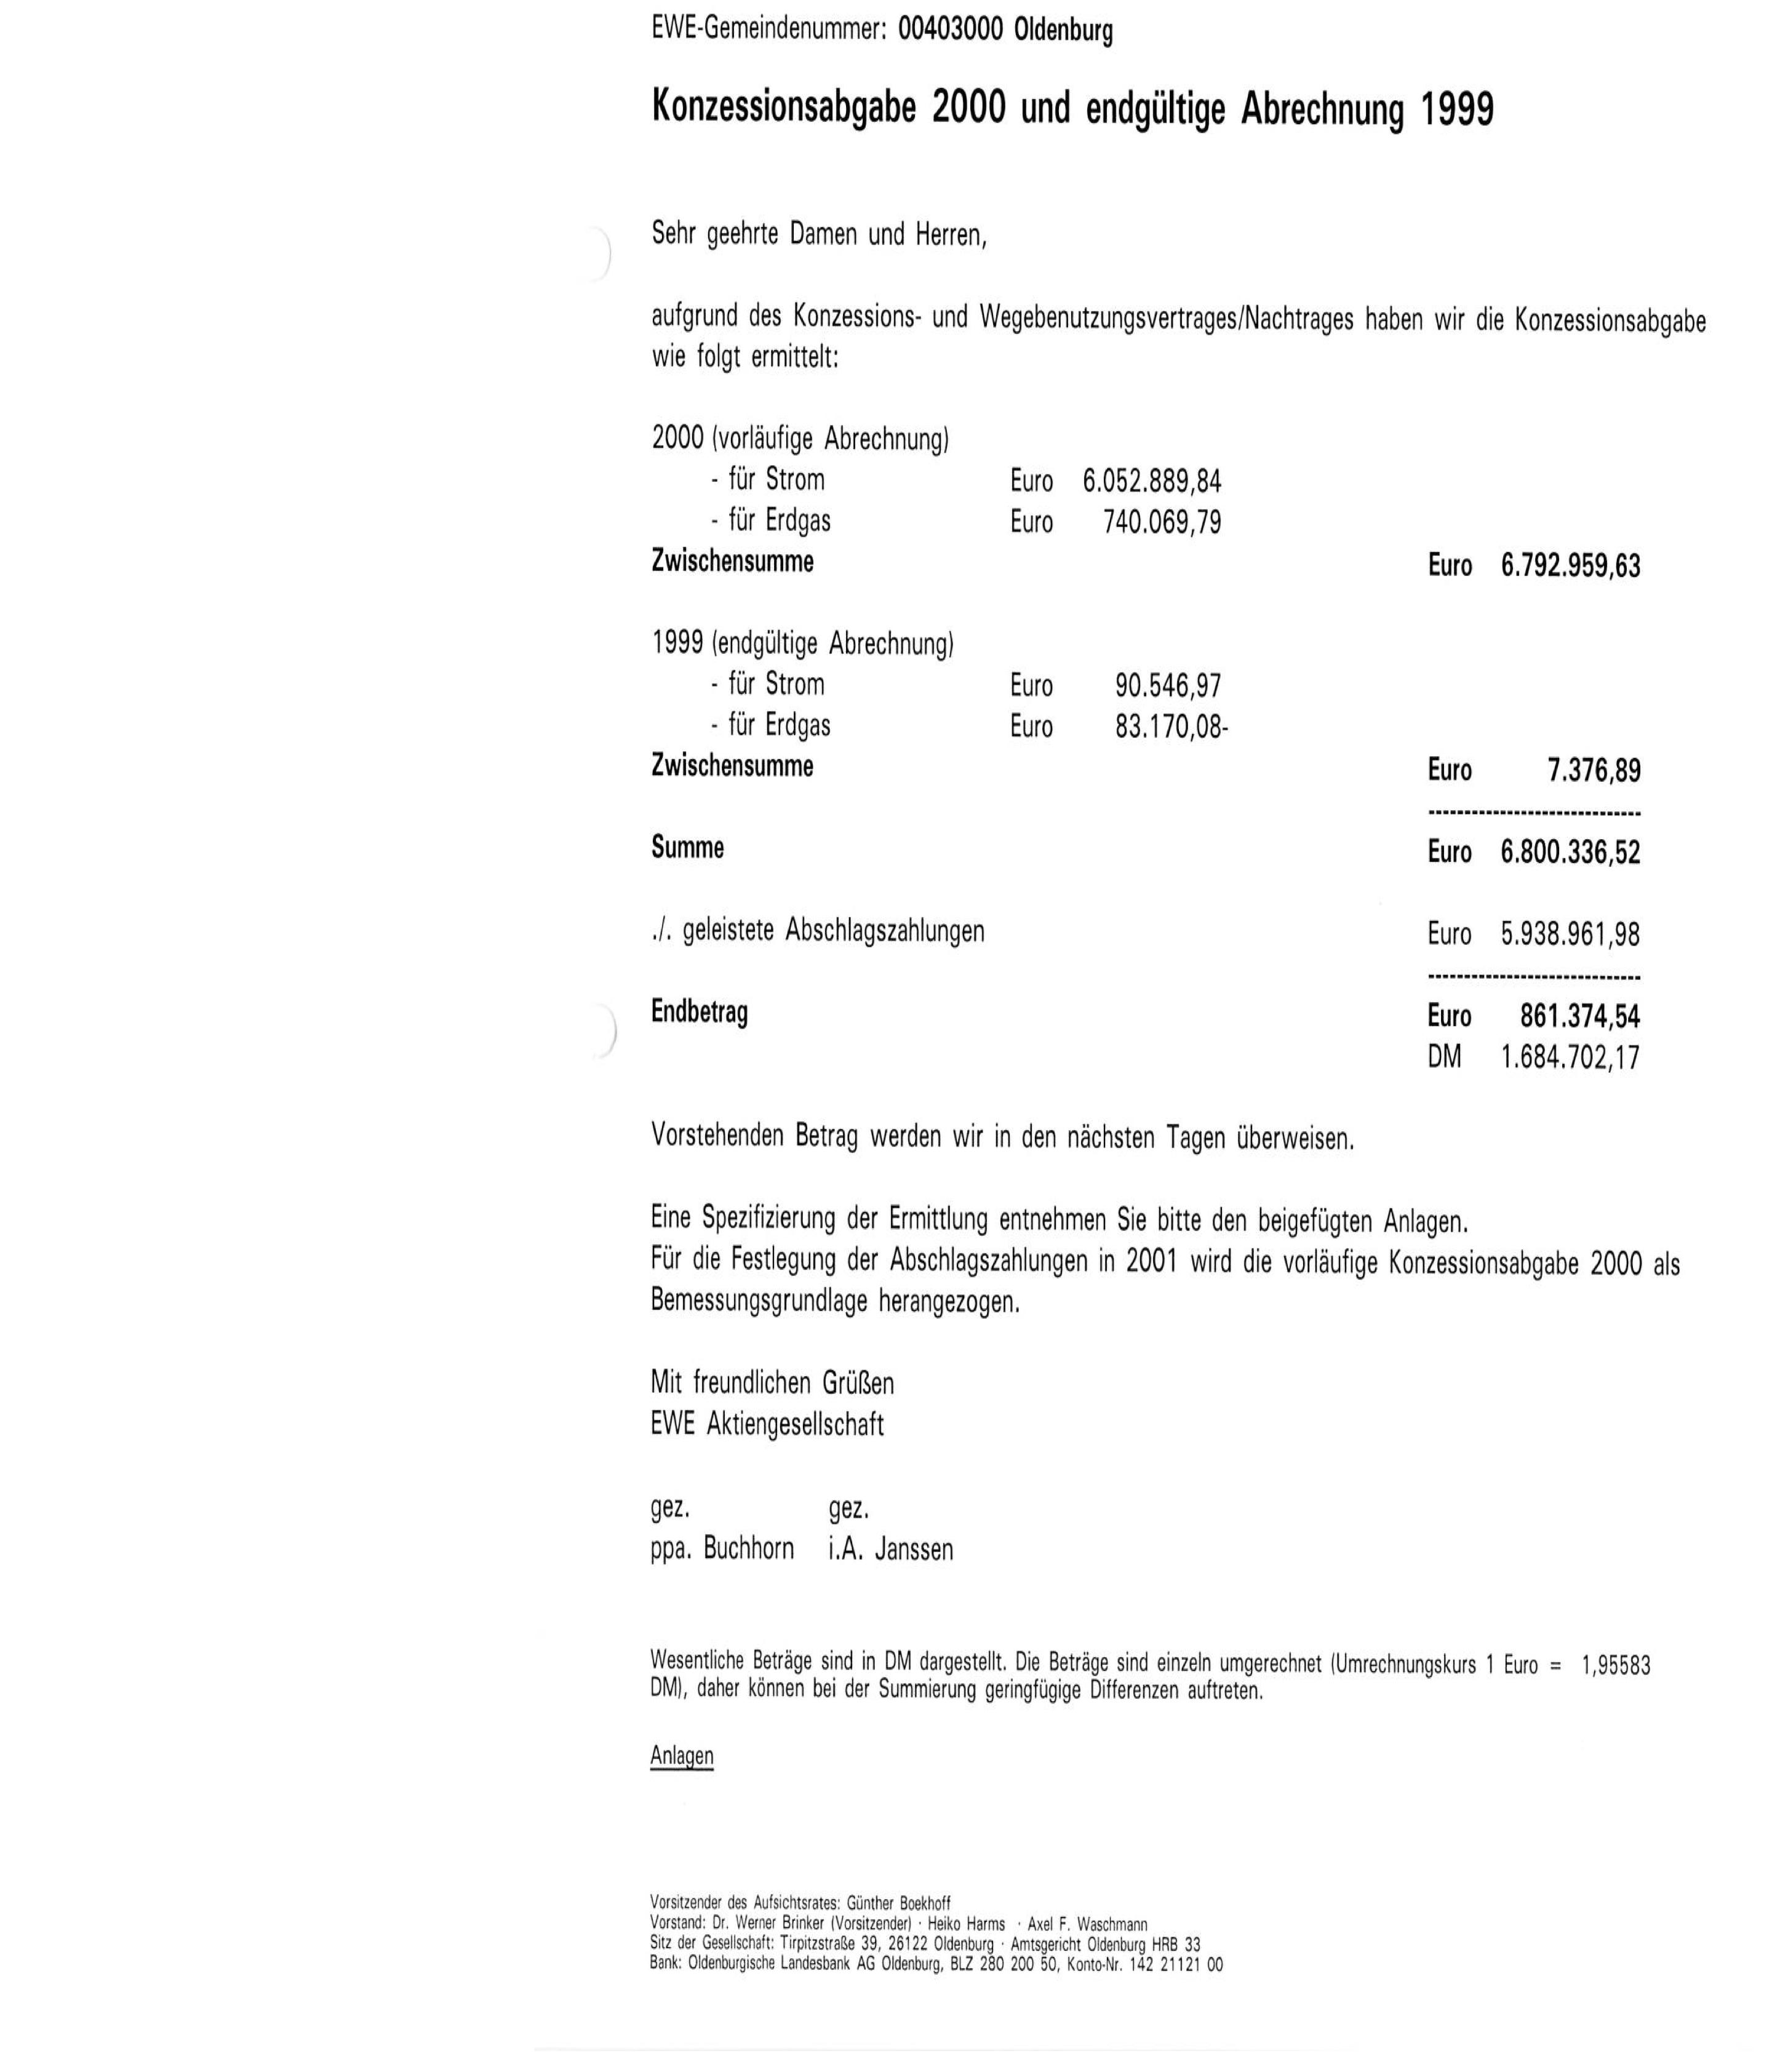 EWE-Gemeindenummer: 00403000 Oldenburg
Konzessionsabgabe 2000 und endgültige Abrechnung 1999
Sehr geehrte Damen und Herren,
aufgrund des Konzessions- und Wegebenutzungsvertrages/Nachtrages haben wir die Konzessionsabgabe
wie folgt ermittelt:
2000 (vorläufige Abrechnung)
- für Strom Euro 6.052.889,84
- für Erdgas Euro 740.069,79
Zwischensumme Euro 6.792.959,63
1999 (endgültige Abrechnung)
- für Strom Euro 90.546,97
- für Erdgas Euro 83.170,08-
Zwischensumme Euro 7.376,89
------------------------------
Summe Euro 6.800.336,52
./. geleistete Abschlagszahlungen Euro 5.938.961,98
------------------------------
Endbetrag Euro 861.374,54
DM 1.684.702,17
Vorstehenden Betrag werden wir in den nächsten Tagen überweisen.
Eine Spezifizierung der Ermittlung entnehmen Sie bitte den beigefügten Anlagen.
Für die Festlegung der Abschlagszahlungen in 2001 wird die vorläufige Konzessionsabgabe 2000 als
Bemessungsgrundlage herangezogen.
Mit freundlichen Grüßen
EWE Aktiengesellschaft
gez. gez.
ppa. Buchhorn i.A. Janssen
Wesentliche Beträge sind in DM dargestellt. Die Beträge sind einzeln umgerechnet (Umrechnungskurs 1 Euro = 1,95583
DM), daher können bei der Summierung geringfügige Differenzen auftreten.
Anlagen
Vorsitzender des Aufsichtsrates: Günther Boekhoff
Vorstand: Dr. Werner Brinker (Vorsitzender) · Heiko Harms · Axel F. Waschmann
Sitz der Gesellschaft: Tirpitzstraße 39, 26122 Oldenburg · Amtsgericht Oldenburg HRB 33
Bank: Oldenburgische Landesbank AG Oldenburg, BLZ 280 200 50, Konto-Nr. 142 21121 00